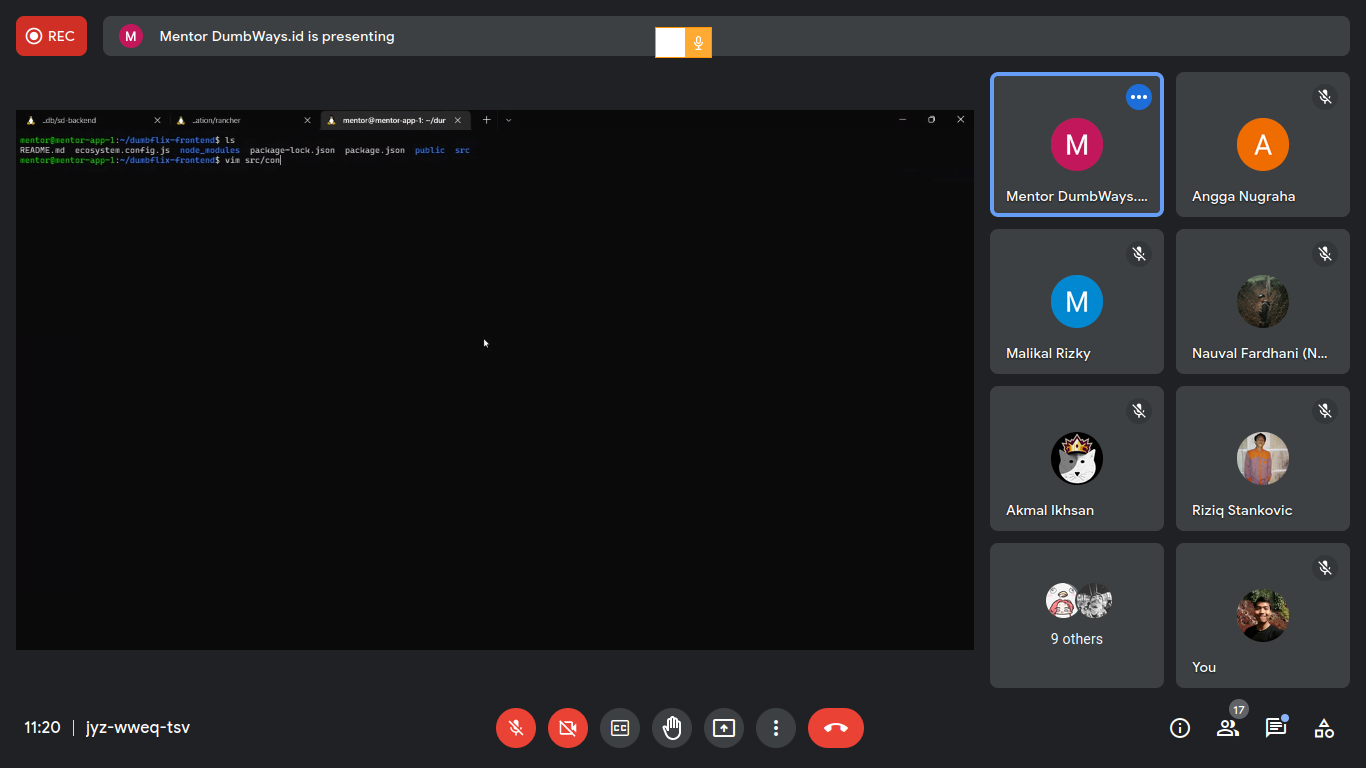 REC
M
Mentor DumbWays.id is presenting
..db/sd-backend
..ation/rancher
mentor@mentor-app-1: ~/dur
mentor@mentor-app-1:~/dumbflix-frontend$ ls
README.md ecosystem.config.js node_modules package-lock.json package.json public src
mentor@mentor-app-1:~/dumbflix-frontend$ vim src/con
M
Mentor DumbWays....
A
Angga Nugraha
M
Malikal Rizky
Nauval Fardhani (N...
Akmal Ikhsan
Riziq Stankovic
9 others
You
11:20 | jyz-wweq-tsv
CC
17